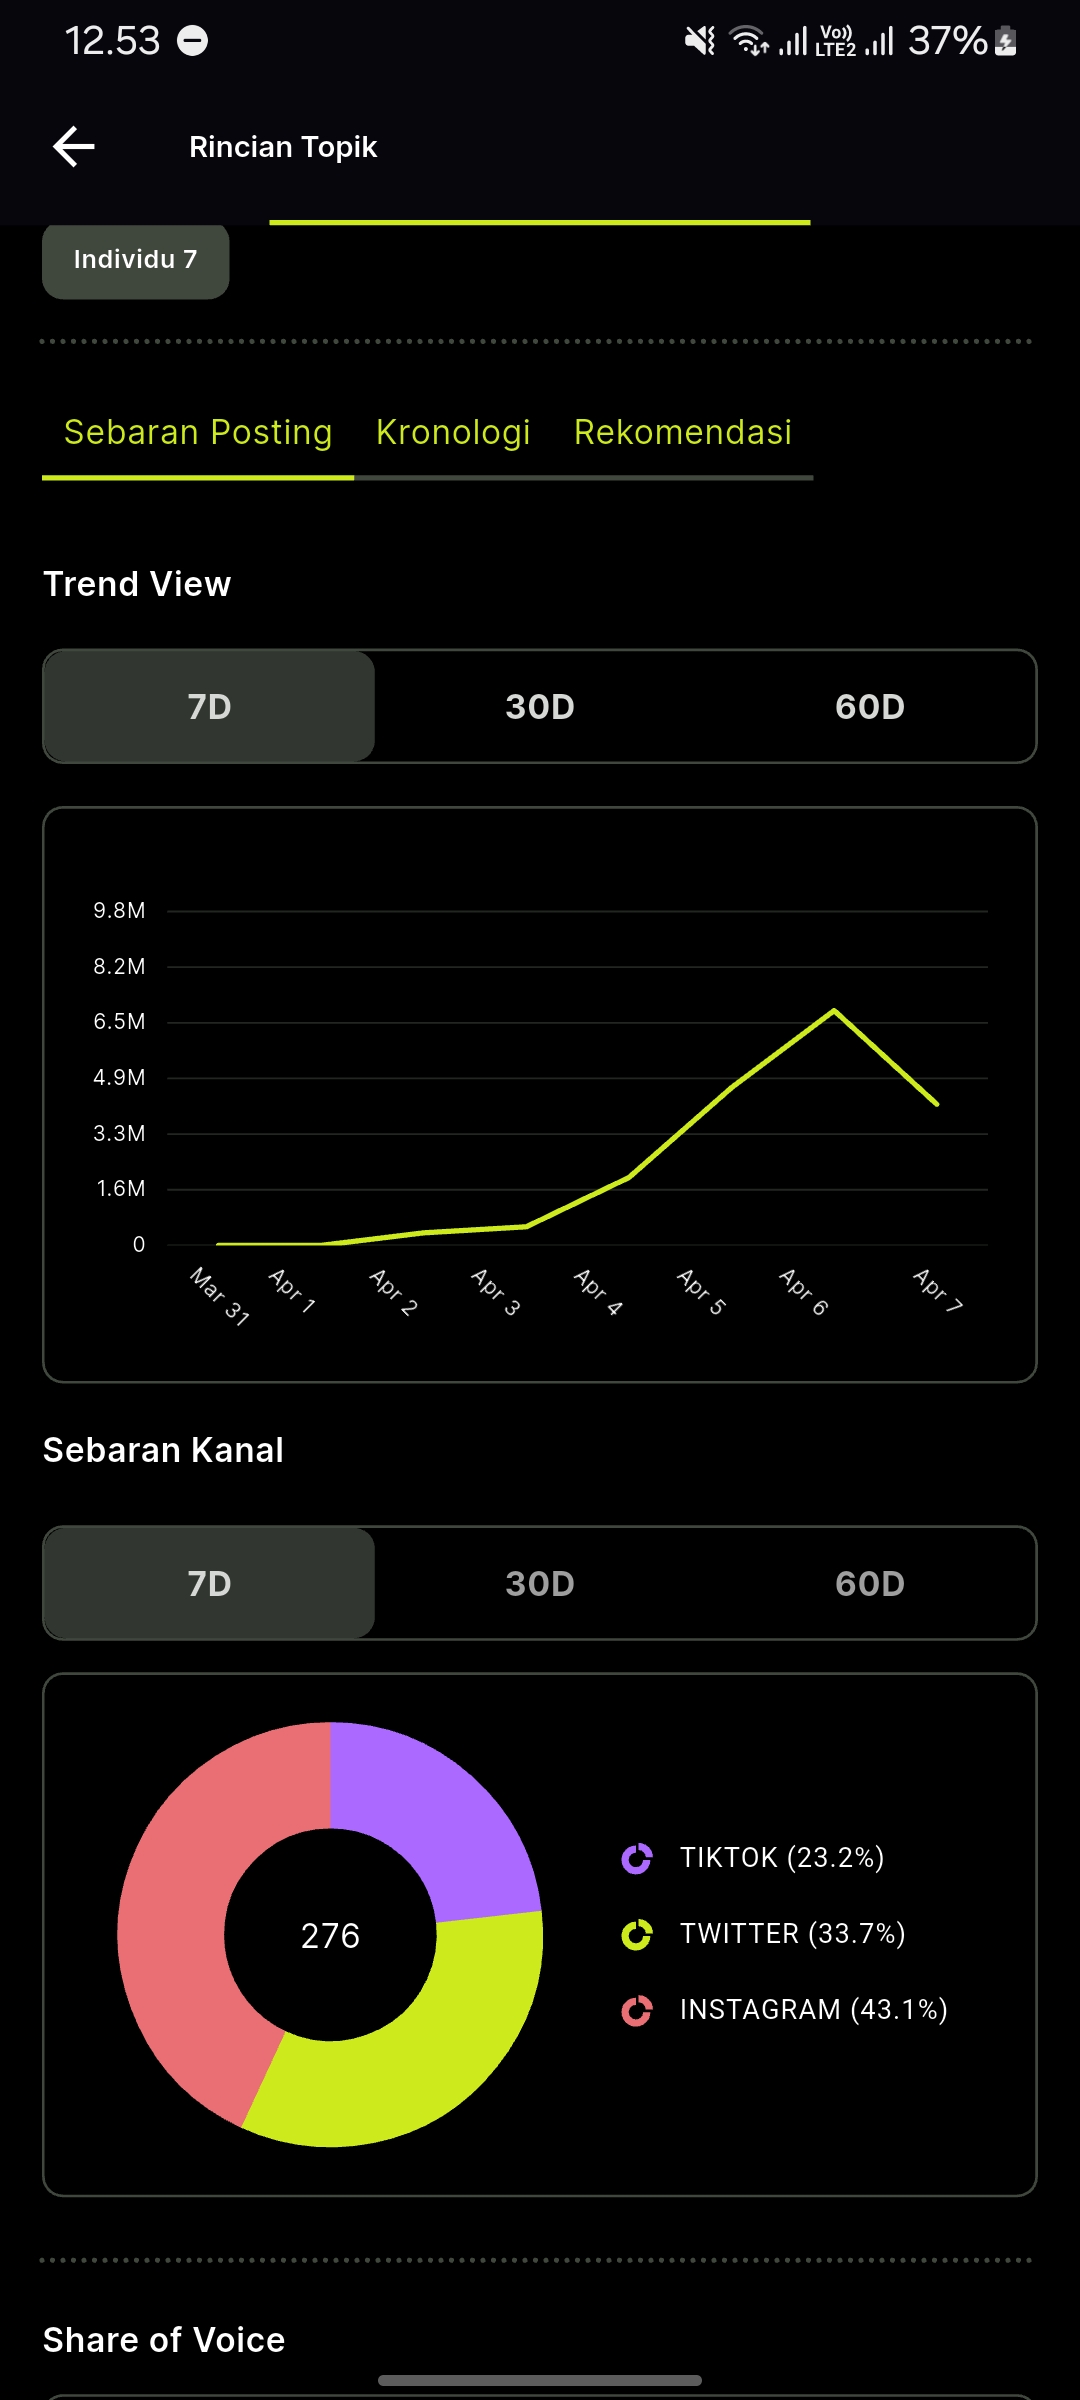 12.53
Vo)) LTE2 37%
Rincian Topik
Individu 7
Sebaran Posting Kronologi Rekomendasi
Trend View
7D 30D 60D
9.8M
8.2M
6.5M
4.9M
3.3M
1.6M
0
Mar 31 Apr 1 Apr 2 Apr 3 Apr 4 Apr 5 Apr 6 Apr 7
Sebaran Kanal
7D 30D 60D
276
TIKTOK (23.2%)
TWITTER (33.7%)
INSTAGRAM (43.1%)
Share of Voice